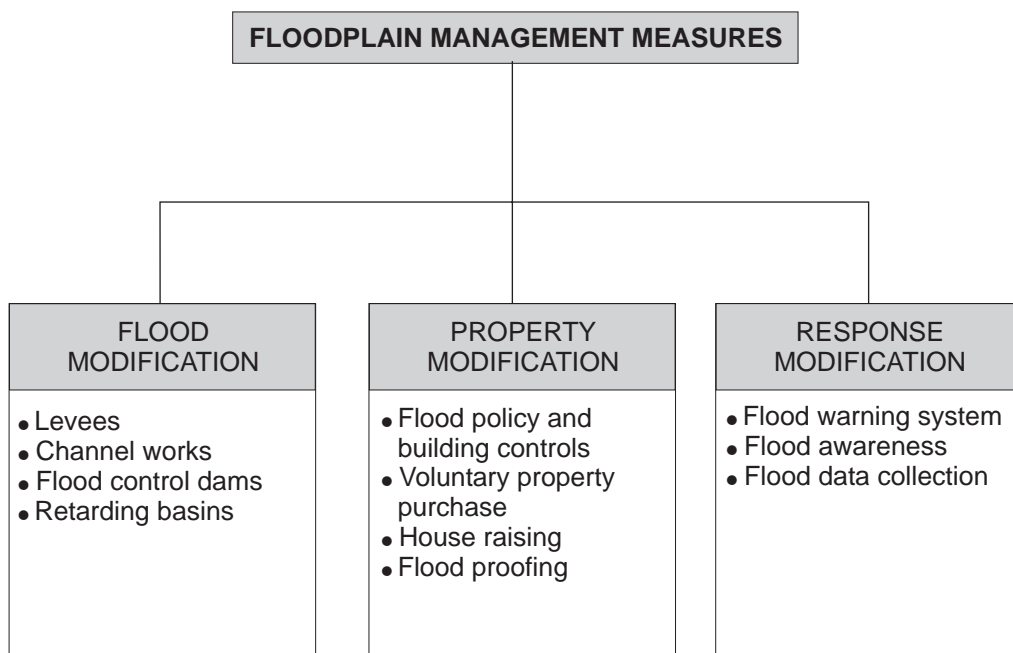 FLOODPLAIN MANAGEMENT MEASURES
FLOOD
MODIFICATION
• Levees
• Channel works
• Flood control dams
• Retarding basins
PROPERTY
MODIFICATION
• Flood policy and
building controls
• Voluntary property
purchase
• House raising
• Flood proofing
RESPONSE
MODIFICATION
• Flood warning system
• Flood awareness
• Flood data collection